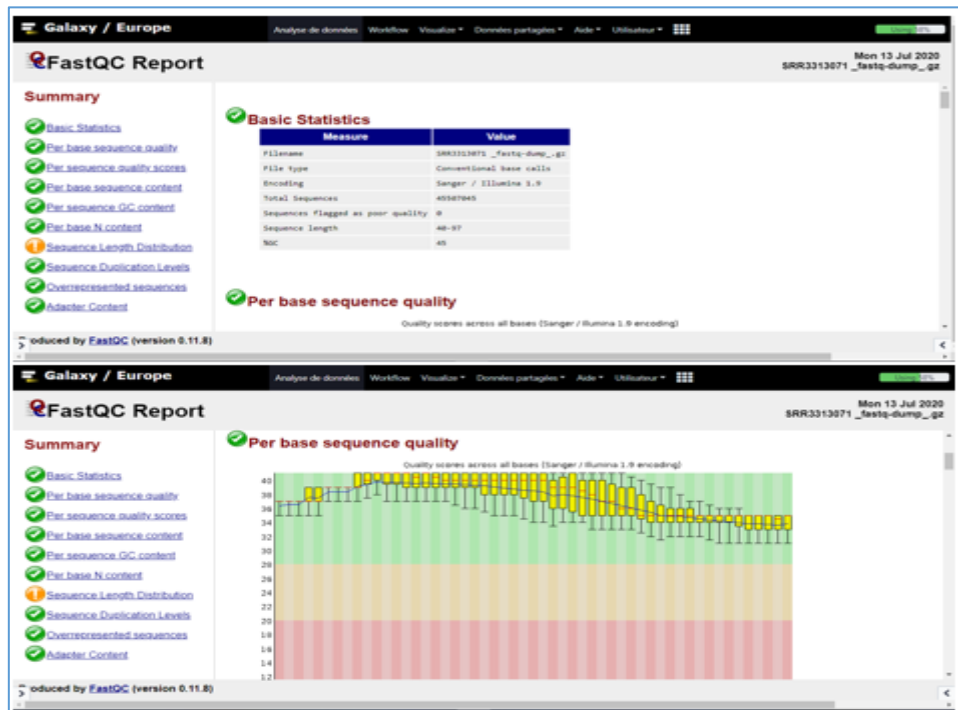 Galaxy / Europe Analyse de données Workflow Visualize Données partagées Aide Utilisateur Using 10%
FastQC Report
Mon 13 Jul 2020
SRR3313071 _fastq-dump_.gz
Summary
Basic Statistics
Per base sequence quality
Per sequence quality scores
Per base sequence content
Per sequence GC content
Per base N content
Sequence Length Distribution
Sequence Duplication Levels
Overrepresented sequences
Adapter Content
Basic Statistics
Measure Value
Filename SRR3313071 _fastq-dump_.gz
File type Conventional base calls
Encoding Sanger / Illumina 1.9
Total Sequences 45587045
Sequences flagged as poor quality 0
Sequence length 40-97
%GC 45
Per base sequence quality
Quality scores across all bases (Sanger / Illumina 1.9 encoding)
oduced by FastQC (version 0.11.8)
Galaxy / Europe Analyse de données Workflow Visualize Données partagées Aide Utilisateur
FastQC Report
Mon 13 Jul 2020
SRR3313071 _fastq-dump_.gz
Summary
Basic Statistics
Per base sequence quality
Per sequence quality scores
Per base sequence content
Per sequence GC content
Per base N content
Sequence Length Distribution
Sequence Duplication Levels
Overrepresented sequences
Adapter Content
Per base sequence quality
Quality scores across all bases (Sanger / Illumina 1.9 encoding)
40
38
36
34
32
30
28
26
24
22
20
18
16
14
12
oduced by FastQC (version 0.11.8)